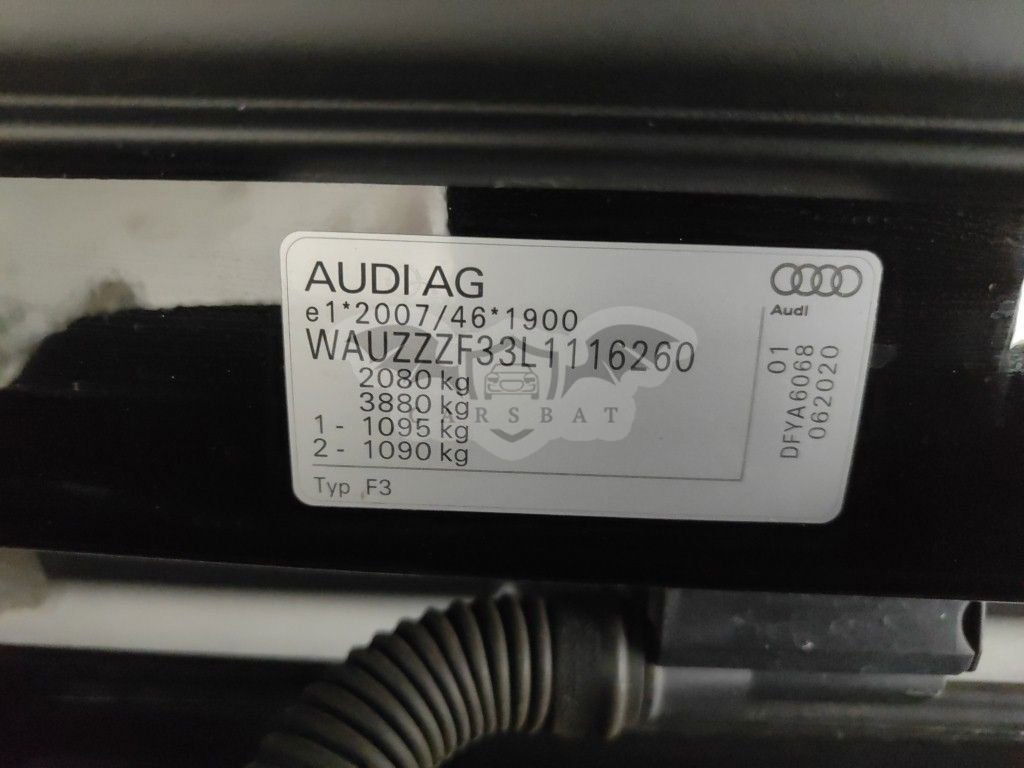 AUDI AG
e1*2007/46*1900
WAUZZZF33L1116260
2080 kg
3880 kg
1 - 1095 kg
2 - 1090 kg
Typ F3
Audi
01
DFYA6068
062020
CARSBAT